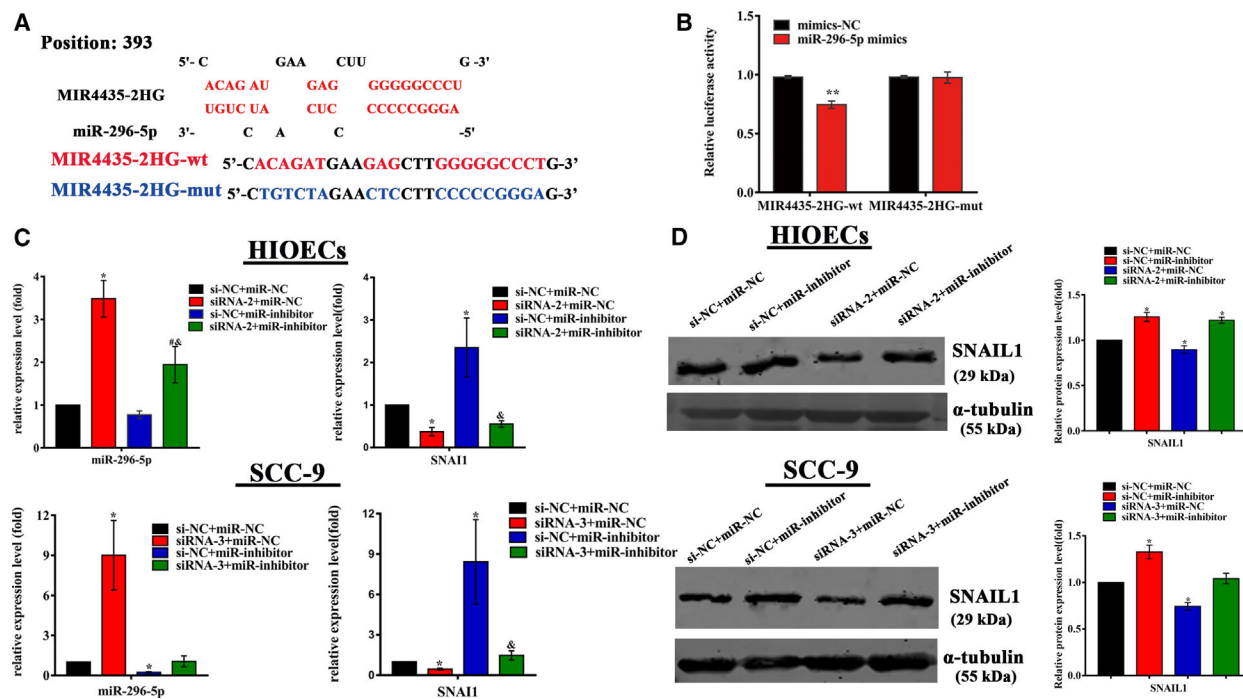 A
Position: 393
5'- C GAA CUU G -3'
ACAG AU GAG GGGGGCCCU
MIR4435-2HG
UGUC UA CUC CCCCCGGGA
miR-296-5p 3'- C A C -5'
MIR4435-2HG-wt 5'-CACAGATGAAGAGCTTGGGGGCCCTG-3'
MIR4435-2HG-mut 5'-CTGTCTAGAACTCCTTCCCCCGGGAG-3'
B
mimics-NC
miR-296-5p mimics
Relative luciferase activity
1.5
1.0
0.5
0.0
**
MIR4435-2HG-wt MIR4435-2HG-mut
C
HIOECs
relative expression level (fold)
4
3
2
1
0
*
#&
si-NC+miR-NC
siRNA-2+miR-NC
si-NC+miR-inhibitor
siRNA-2+miR-inhibitor
miR-296-5p
relative expression level(fold)
4
3
2
1
0
*
*
&
si-NC+miR-NC
siRNA-2+miR-NC
si-NC+miR-inhibitor
siRNA-2+miR-inhibitor
SNAI1
SCC-9
relative expression level (fold)
12
9
6
3
0
*
*
si-NC+miR-NC
siRNA-3+miR-NC
si-NC+miR-inhibitor
siRNA-3+miR-inhibitor
miR-296-5p
relative expression level(fold)
12
9
6
3
0
*
*
&
si-NC+miR-NC
siRNA-3+miR-NC
si-NC+miR-inhibitor
siRNA-3+miR-inhibitor
SNAI1
D
HIOECs
si-NC+miR-NC
si-NC+miR-inhibitor
siRNA-2+miR-NC
siRNA-2+miR-inhibitor
SNAIL1
(29 kDa)
α-tubulin
(55 kDa)
si-NC+miR-NC
si-NC+miR-inhibitor
siRNA-2+miR-NC
siRNA-2+miR-inhibitor
Relative protein expression level(fold)
1.5
1.0
0.5
0.0
*
*
*
SNAIL1
SCC-9
si-NC+miR-NC
si-NC+miR-inhibitor
siRNA-3+miR-NC
siRNA-3+miR-inhibitor
SNAIL1
(29 kDa)
α-tubulin
(55 kDa)
si-NC+miR-NC
si-NC+miR-inhibitor
siRNA-3+miR-NC
siRNA-3+miR-inhibitor
Relative protein expression level(fold)
1.5
1.0
0.5
0.0
*
*
SNAIL1